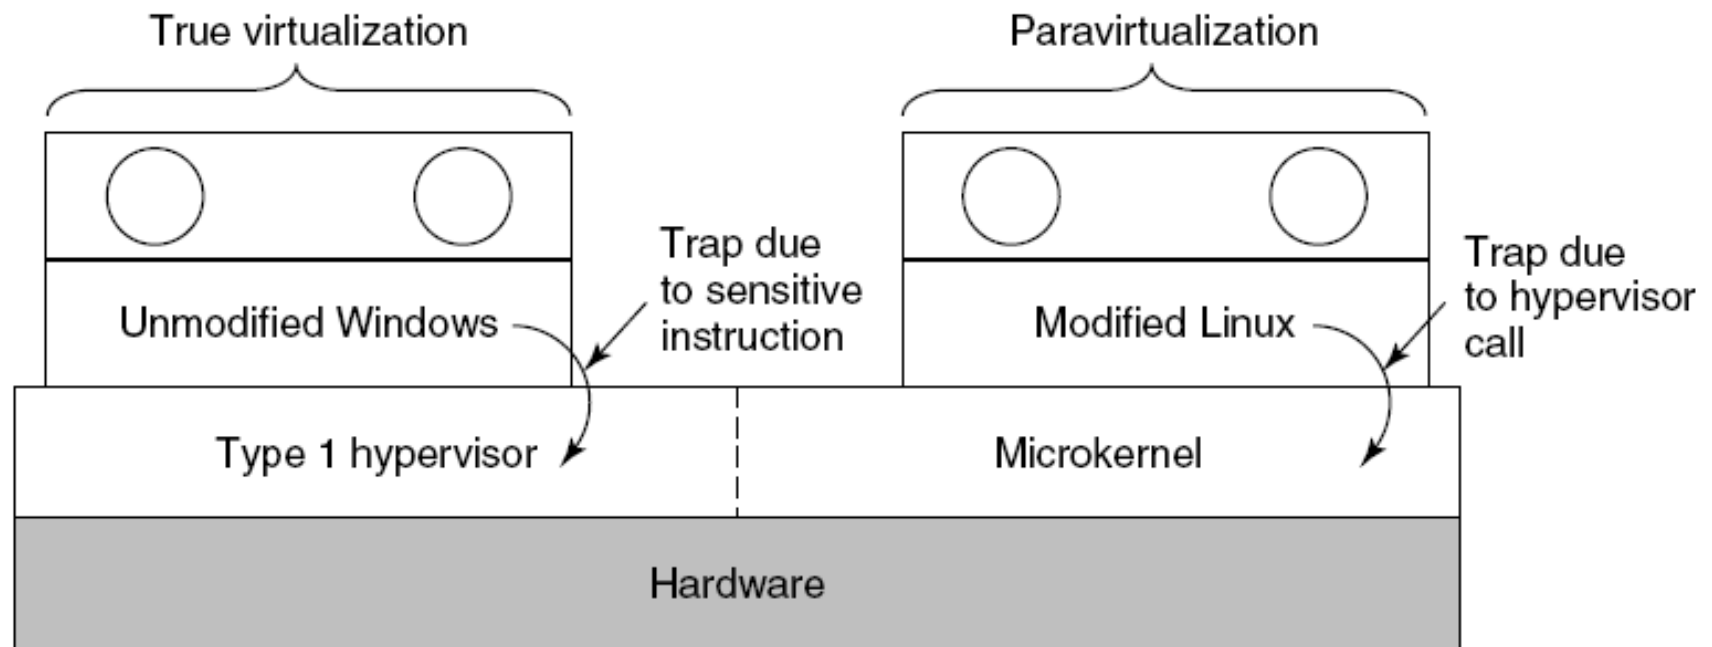 True virtualization
Paravirtualization
Trap due
to sensitive
instruction
Trap due
to hypervisor
call
Unmodified Windows
Modified Linux
Type 1 hypervisor
Microkernel
Hardware